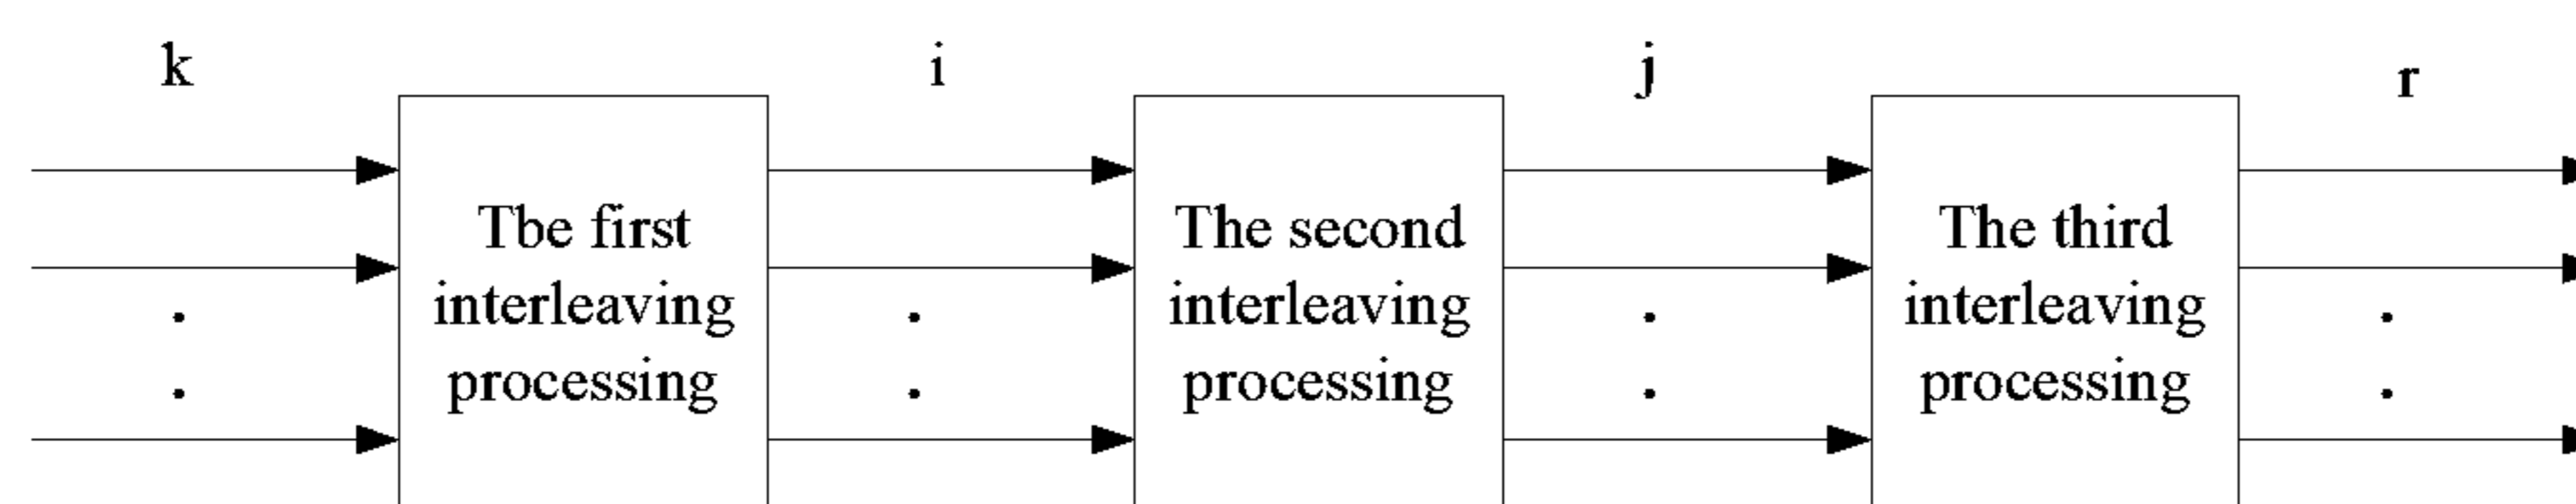 k
i
j
r
Tbe first
interleaving
processing
The second
interleaving
processing
The third
interleaving
processing